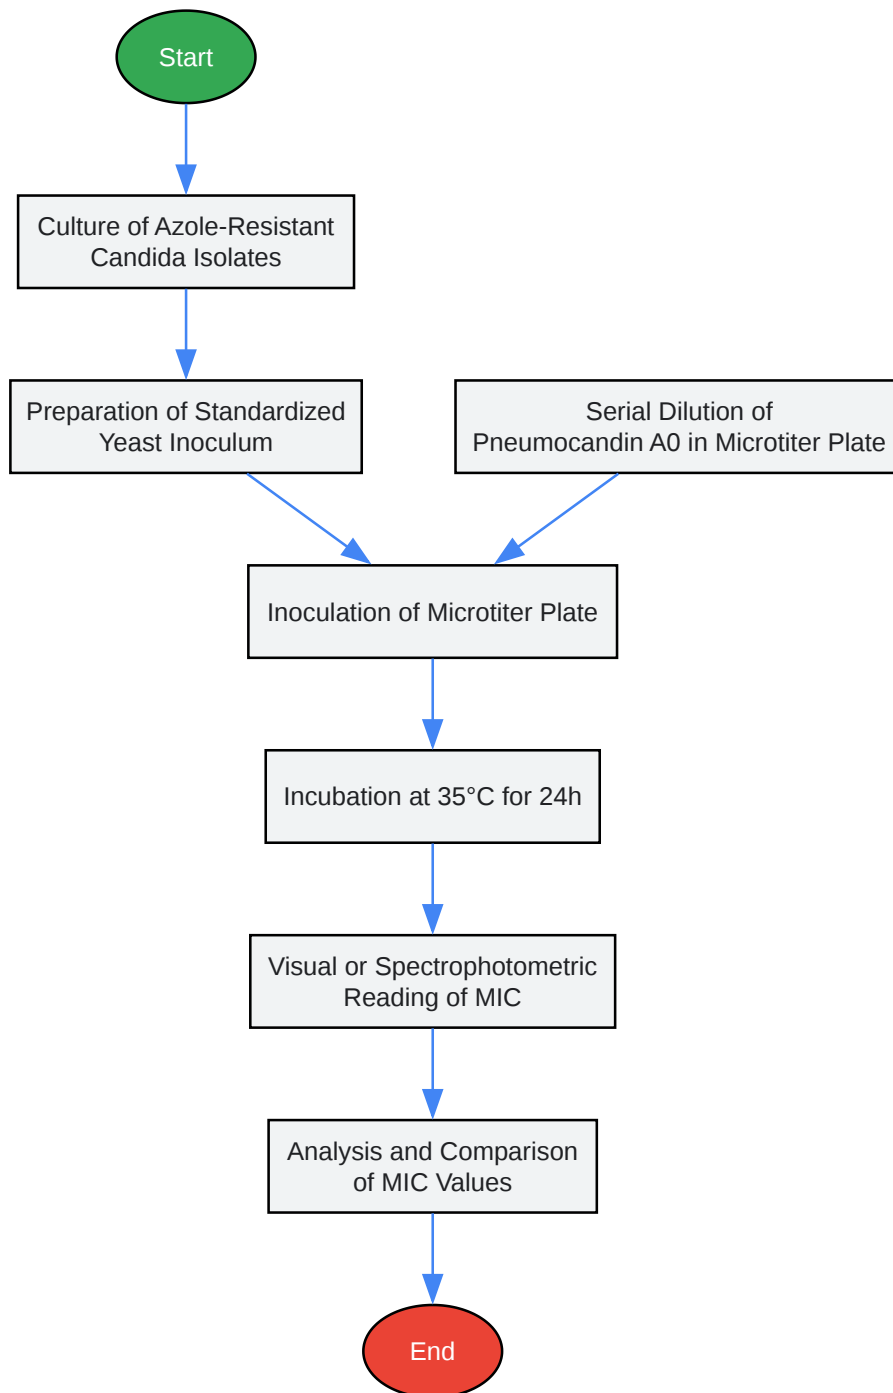 Start
Culture of Azole-Resistant
Candida Isolates
Preparation of Standardized
Yeast Inoculum
Serial Dilution of
Pneumocandin A0 in Microtiter Plate
Inoculation of Microtiter Plate
Incubation at 35°C for 24h
Visual or Spectrophotometric
Reading of MIC
Analysis and Comparison
of MIC Values
End